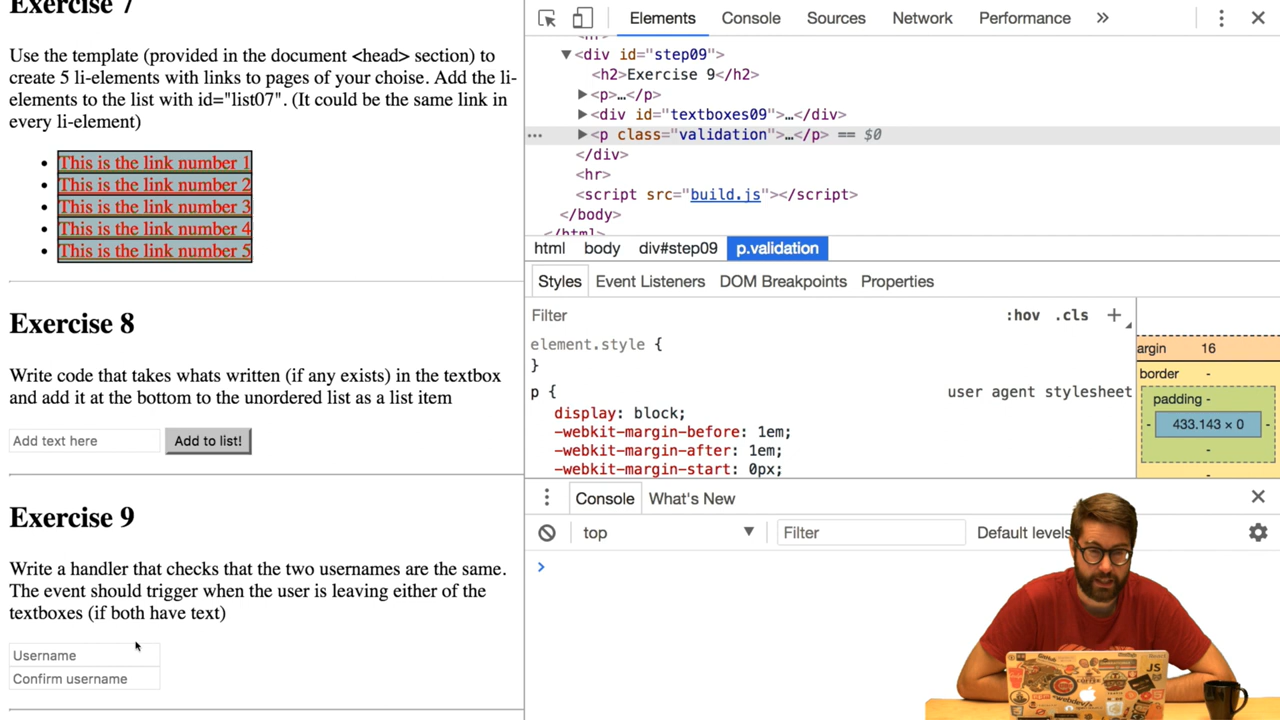 Exercise 7
Use the template (provided in the document <head> section) to
create 5 li-elements with links to pages of your choise. Add the li-
elements to the list with id="list07". (It could be the same link in
every li-element)
• This is the link number 1
• This is the link number 2
• This is the link number 3
• This is the link number 4
• This is the link number 5
Exercise 8
Write code that takes whats written (if any exists) in the textbox
and add it at the bottom to the unordered list as a list item
Add text here Add to list!
Exercise 9
Write a handler that checks that the two usernames are the same.
The event should trigger when the user is leaving either of the
textboxes (if both have text)
Username
Confirm username
Elements Console Sources Network Performance »
<hr>
▼<div id="step09">
<h2>Exercise 9</h2>
▶<p>…</p>
▶<div id="textboxes09">…</div>
… ▶<p class="validation">…</p> == $0
</div>
<hr>
<script src="build.js"></script>
</body>
</html>
html body div#step09 p.validation
Styles Event Listeners DOM Breakpoints Properties
Filter :hov .cls +
element.style {
}
p { user agent stylesheet
display: block;
-webkit-margin-before: 1em;
-webkit-margin-after: 1em;
-webkit-margin-start: 0px;
argin 16
border -
padding -
- 433.143 × 0 -
-
-
Console What's New
top ▼ Filter Default levels
JS